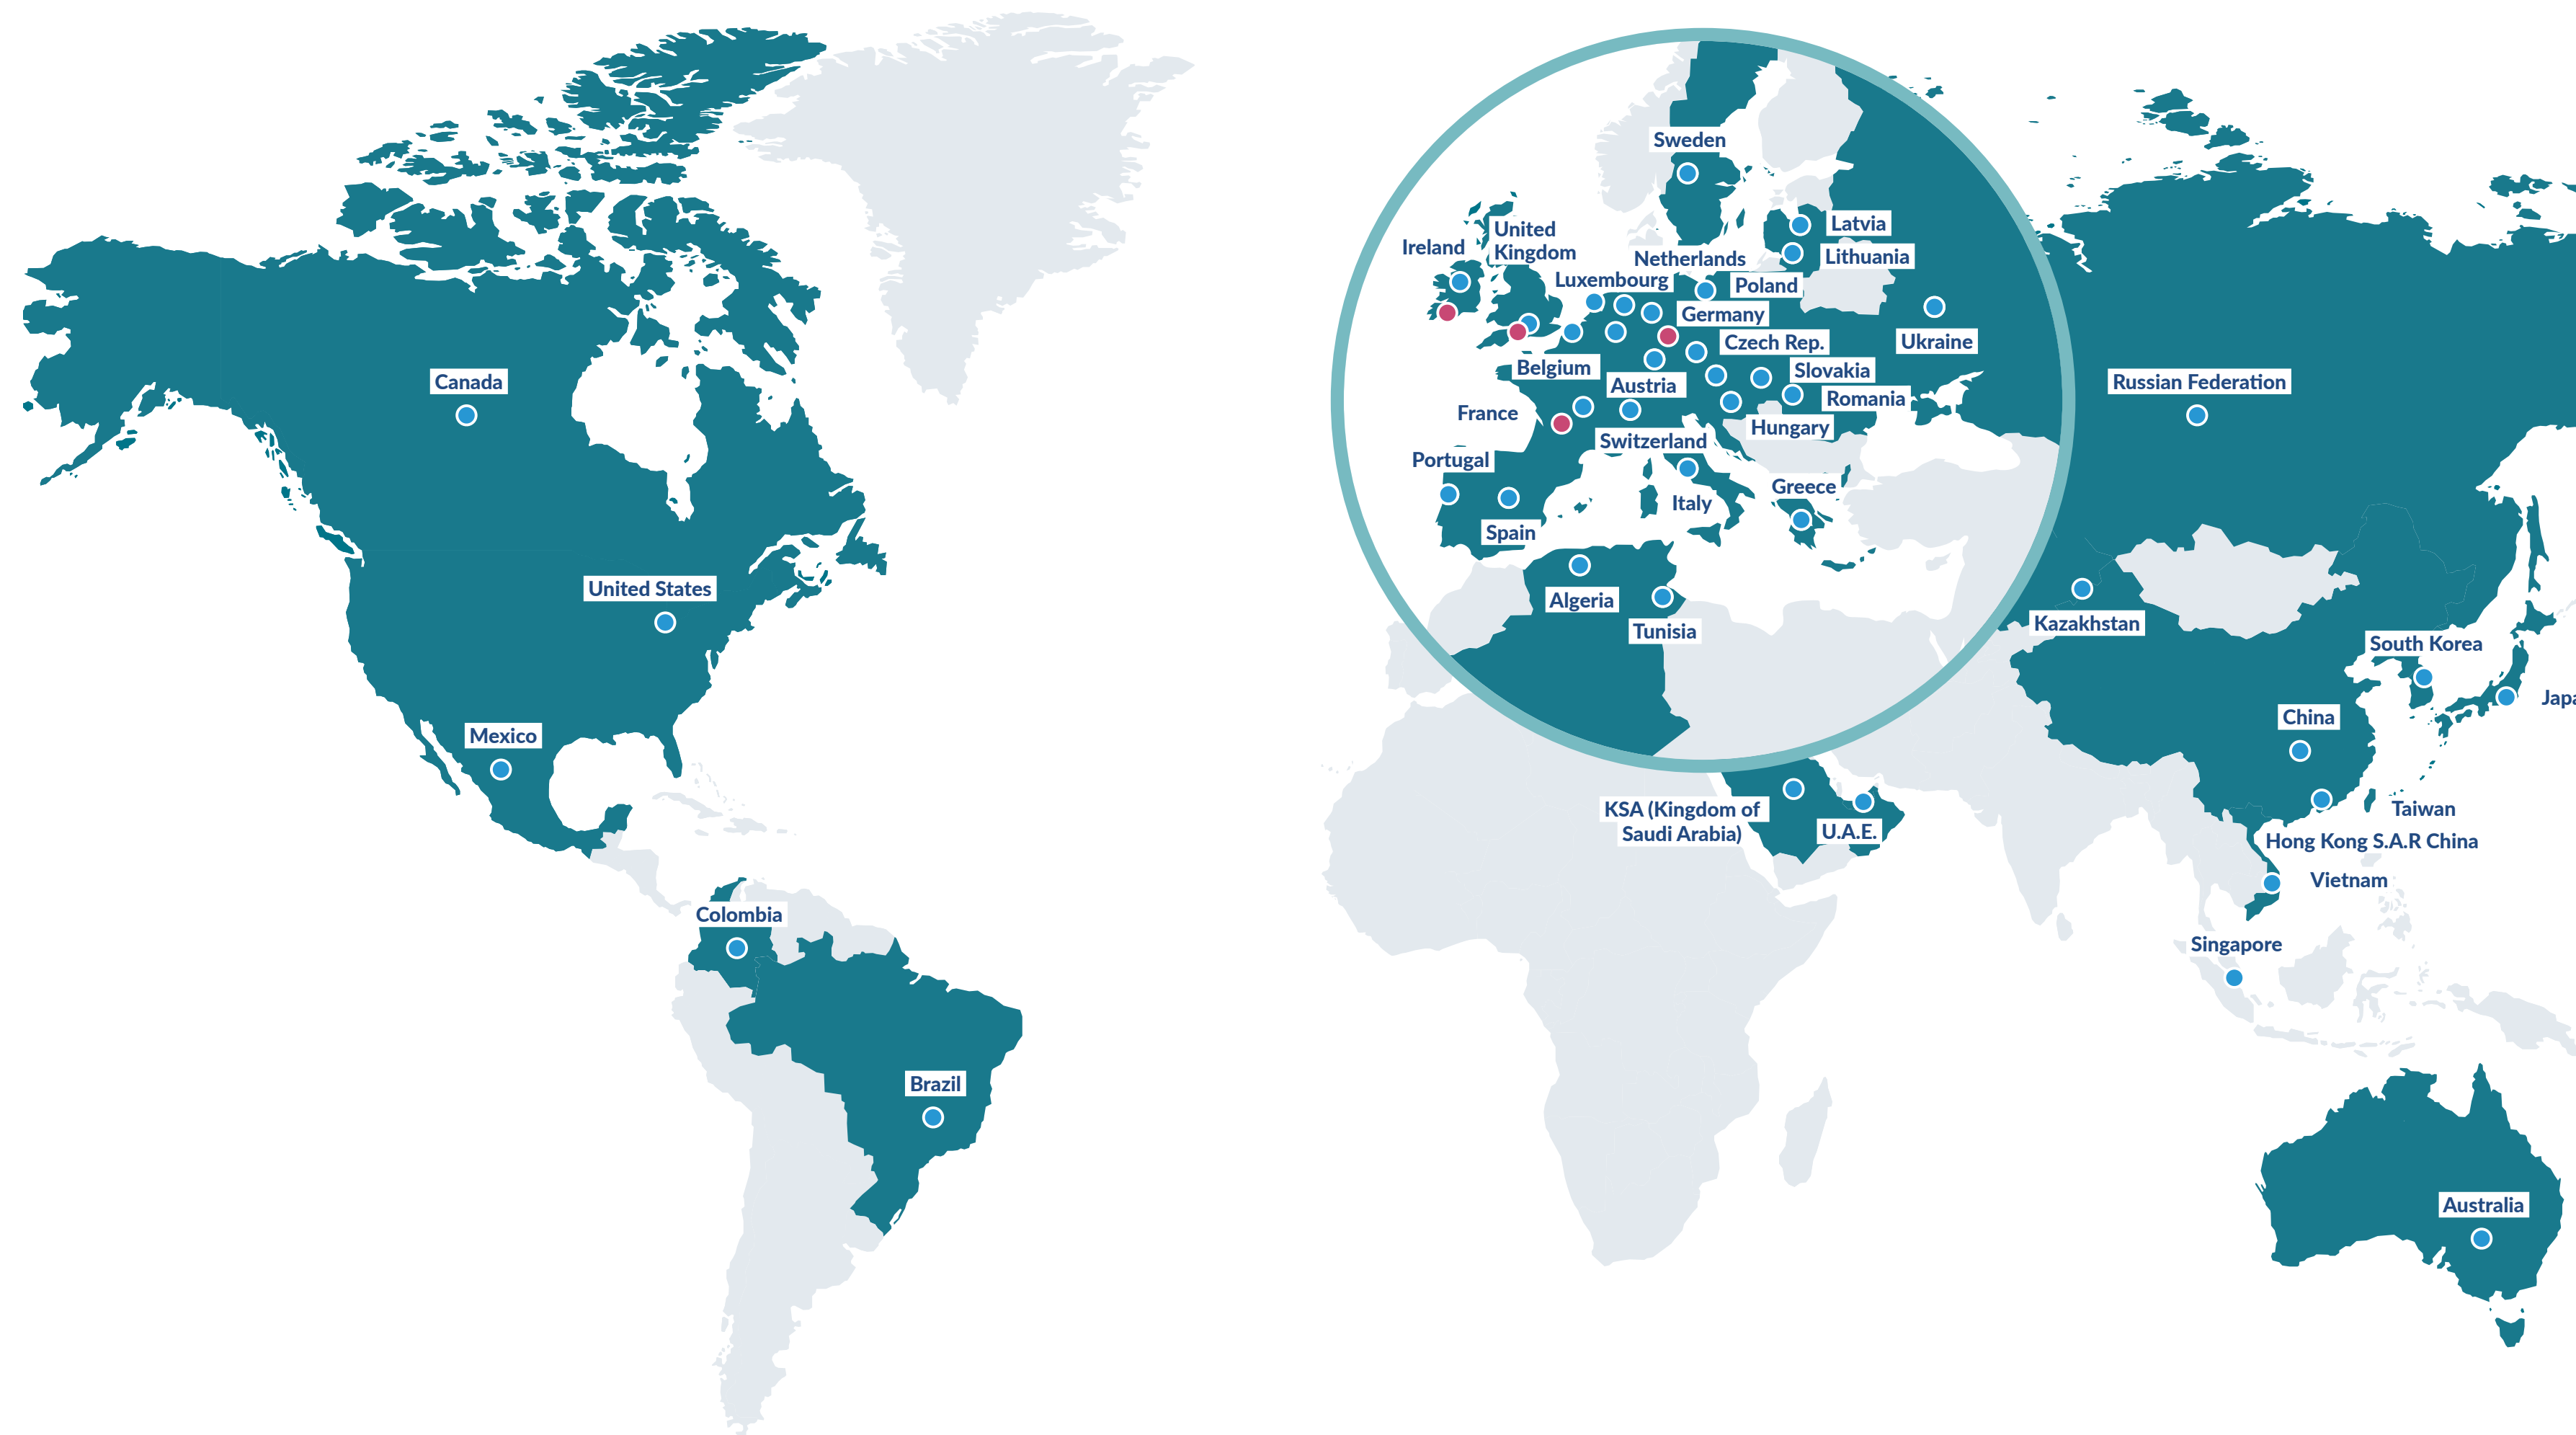 Sweden
United
Kingdom
Ireland
Latvia
Lithuania
Netherlands
Luxembourg
Poland
Germany
Ukraine
Czech Rep.
Belgium
Slovakia
Austria
Romania
France
Hungary
Switzerland
Portugal
Greece
Italy
Spain
Algeria
Tunisia
Canada
United States
Mexico
Colombia
Brazil
Russian Federation
Kazakhstan
South Korea
Japa
China
KSA (Kingdom of
Saudi Arabia)
U.A.E.
Taiwan
Hong Kong S.A.R China
Vietnam
Singapore
Australia